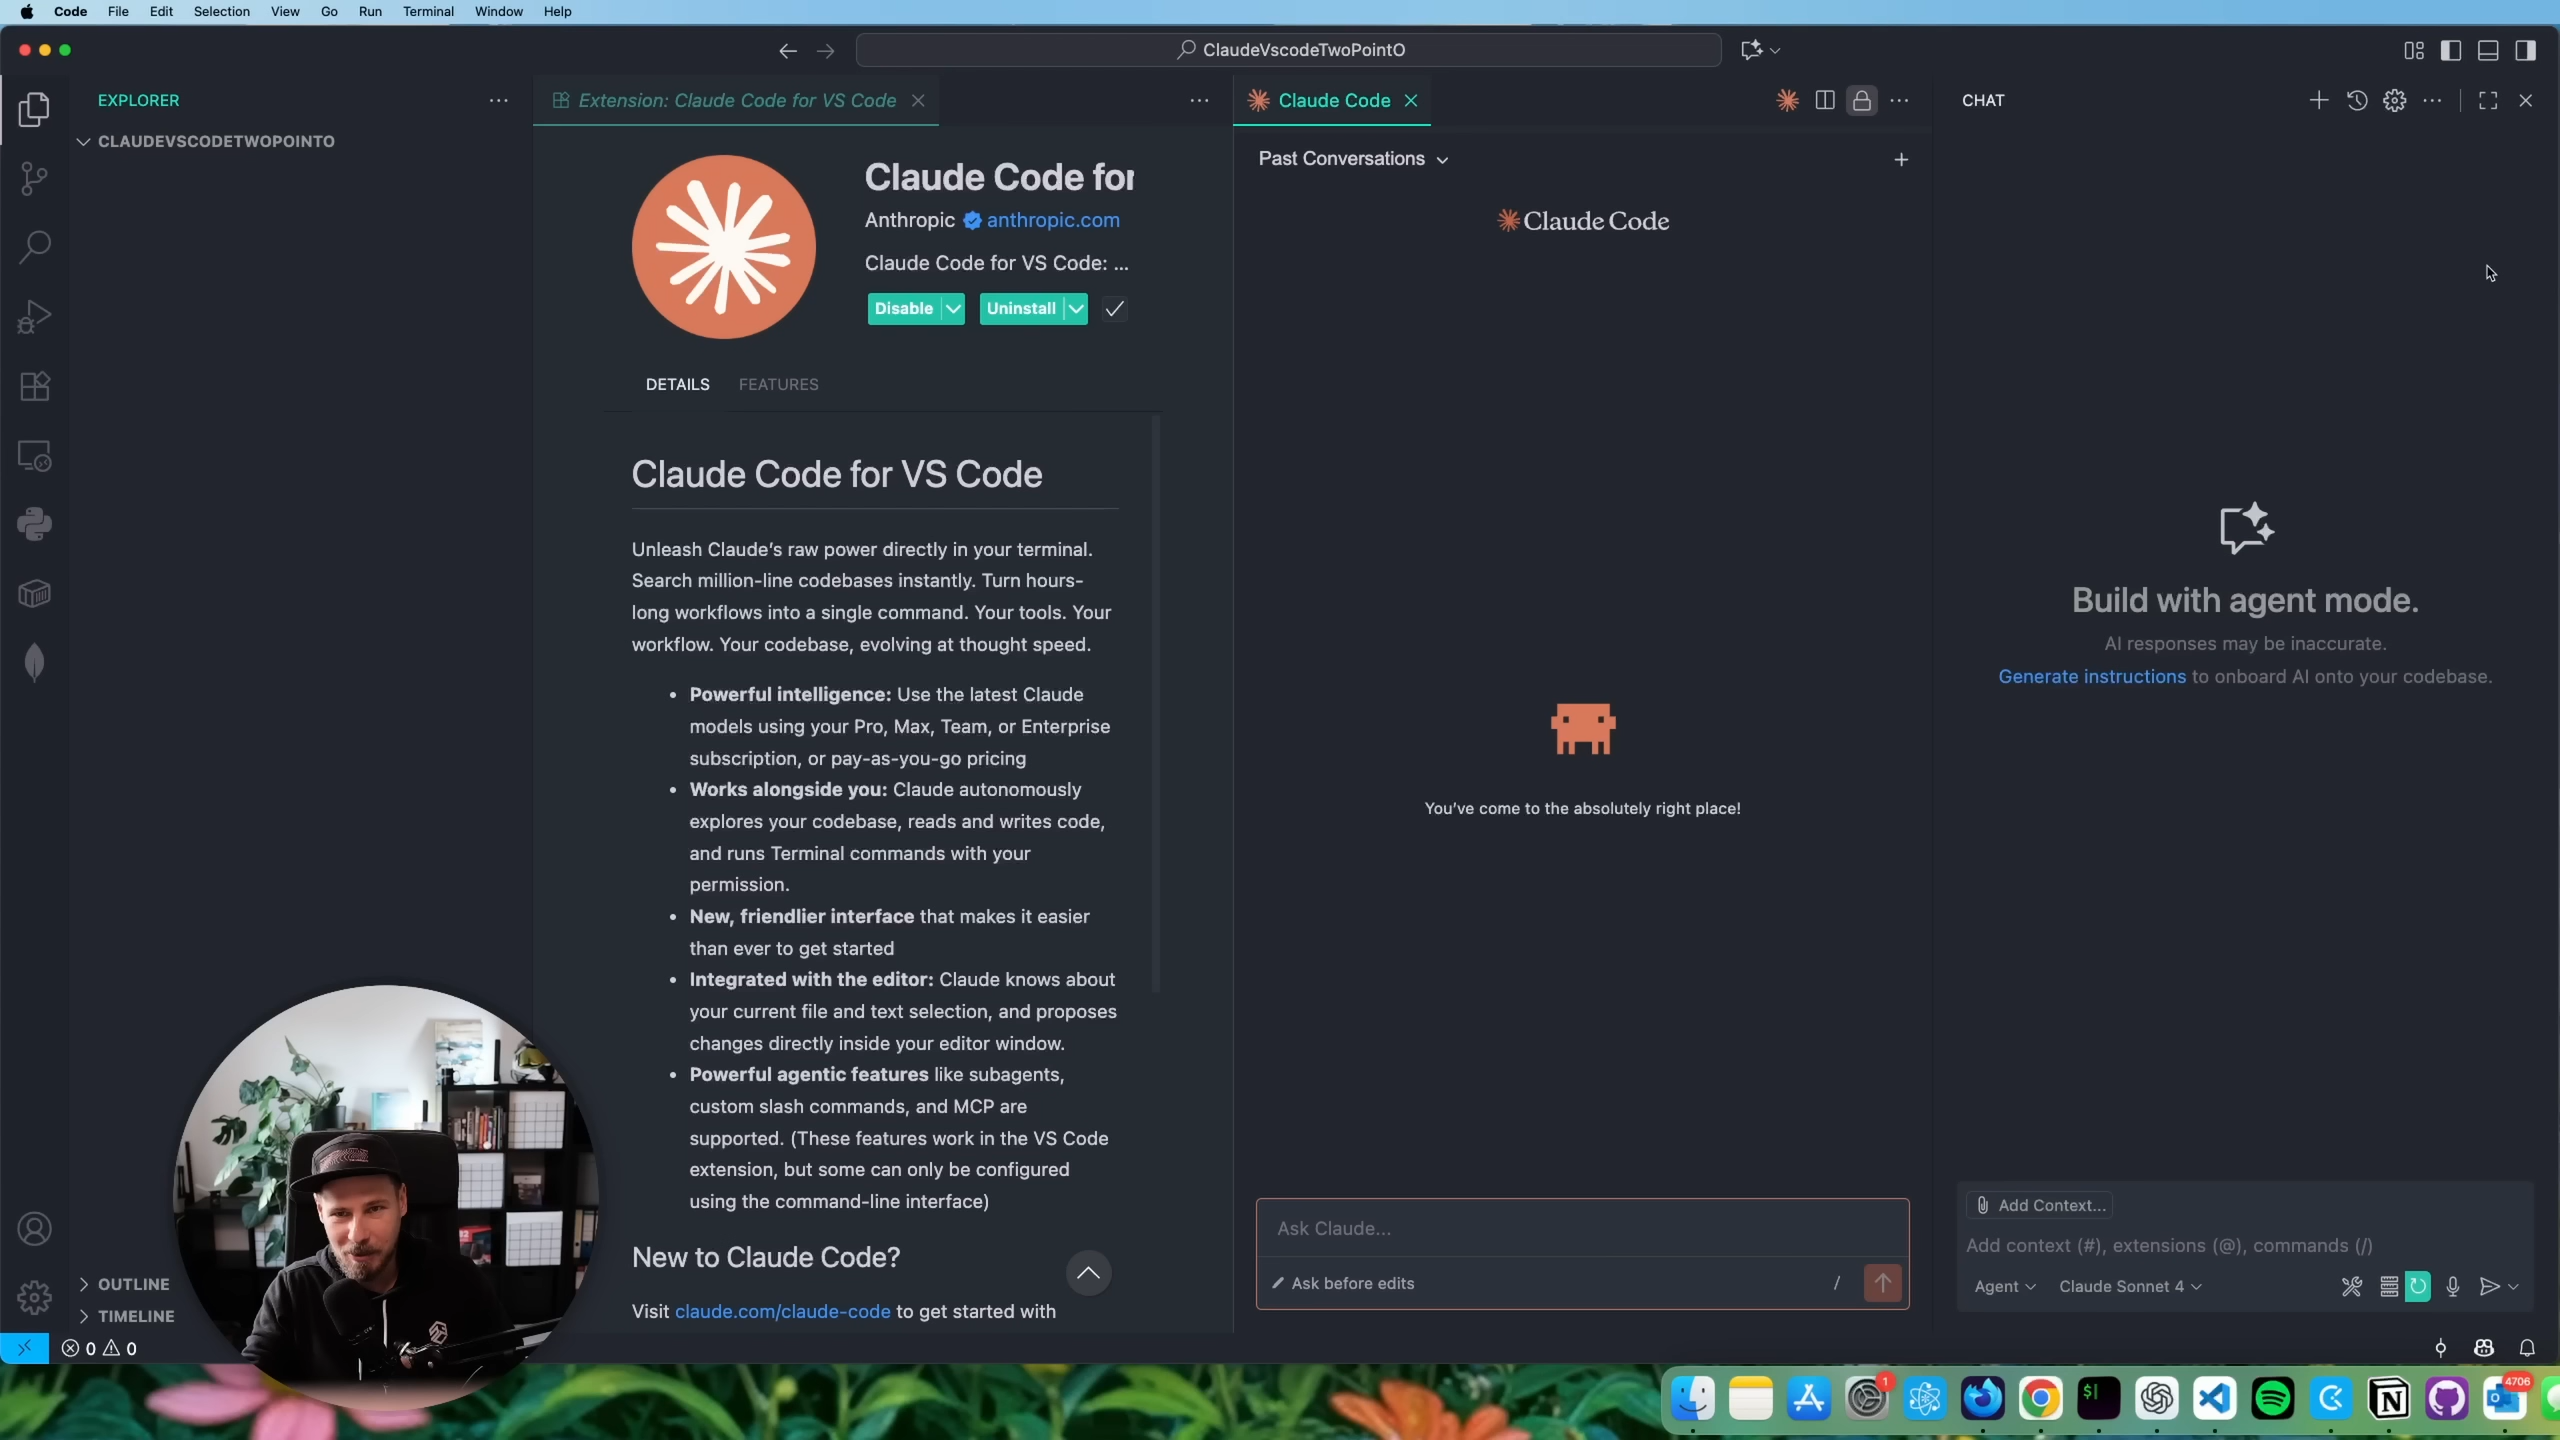 Code File Edit Selection View Go Run Terminal Window Help
ClaudeVscodeTwoPointO
EXPLORER
CLAUDEVSCODETWOPOINTO
OUTLINE
TIMELINE
0 0
Extension: Claude Code for VS Code
Claude Code for
Anthropic anthropic.com
Claude Code for VS Code: ...
Disable Uninstall
DETAILS FEATURES
Claude Code for VS Code
Unleash Claude's raw power directly in your terminal.
Search million-line codebases instantly. Turn hours-
long workflows into a single command. Your tools. Your
workflow. Your codebase, evolving at thought speed.
• Powerful intelligence: Use the latest Claude
models using your Pro, Max, Team, or Enterprise
subscription, or pay-as-you-go pricing
• Works alongside you: Claude autonomously
explores your codebase, reads and writes code,
and runs Terminal commands with your
permission.
• New, friendlier interface that makes it easier
than ever to get started
• Integrated with the editor: Claude knows about
your current file and text selection, and proposes
changes directly inside your editor window.
• Powerful agentic features like subagents,
custom slash commands, and MCP are
supported. (These features work in the VS Code
extension, but some can only be configured
using the command-line interface)
New to Claude Code?
Visit claude.com/claude-code to get started with
Claude Code
Past Conversations
Claude Code
You've come to the absolutely right place!
Ask Claude...
Ask before edits /
CHAT
Build with agent mode.
AI responses may be inaccurate.
Generate instructions to onboard AI onto your codebase.
Add Context...
Add context (#), extensions (@), commands (/)
Agent Claude Sonnet 4
1
$
N
4706